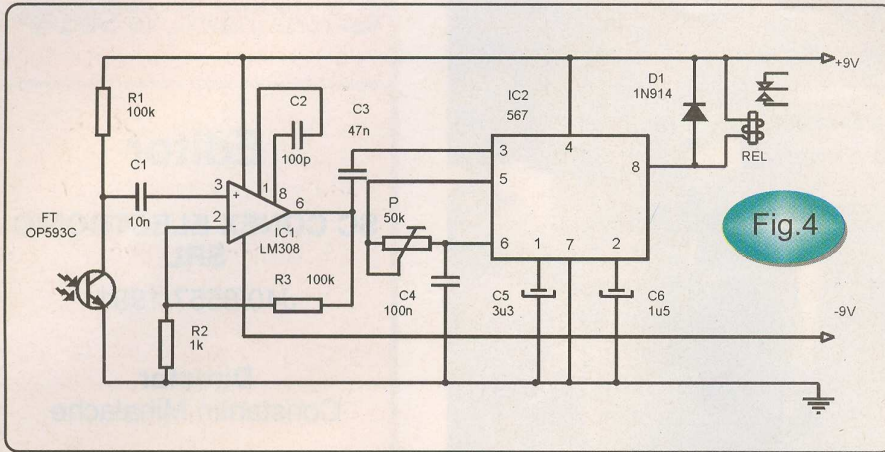 +9V
R1
100k
C1
10n
FT
OP593C
C2
100p
C3
47n
3
2
+
-
1
8
6
IC1
LM308
R3 100k
R2
1k
P
50k
C4
100n
IC2
567
3
5
6
4
8
1
7
2
C5
3u3
C6
1u5
D1
1N914
REL
Fig.4
-9V